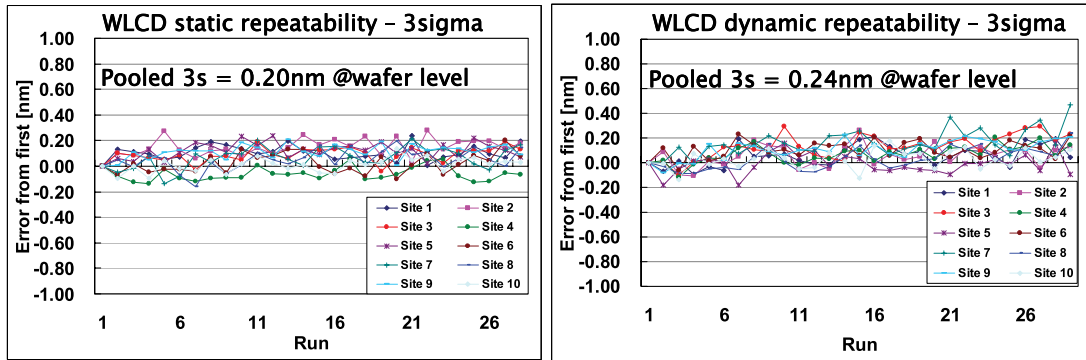 WLCD static repeatability – 3sigma
Pooled 3s = 0.20nm @wafer level
Error from first [nm]
1.00
0.80
0.60
0.40
0.20
0.00
-0.20
-0.40
-0.60
-0.80
-1.00
Site 1 Site 2
Site 3 Site 4
Site 5 Site 6
Site 7 Site 8
Site 9 Site 10
1 6 11 16 21 26
Run
WLCD dynamic repeatability – 3sigma
Pooled 3s = 0.24nm @wafer level
Error from first [nm]
1.00
0.80
0.60
0.40
0.20
0.00
-0.20
-0.40
-0.60
-0.80
-1.00
Site 1 Site 2
Site 3 Site 4
Site 5 Site 6
Site 7 Site 8
Site 9 Site 10
1 6 11 16 21 26
Run